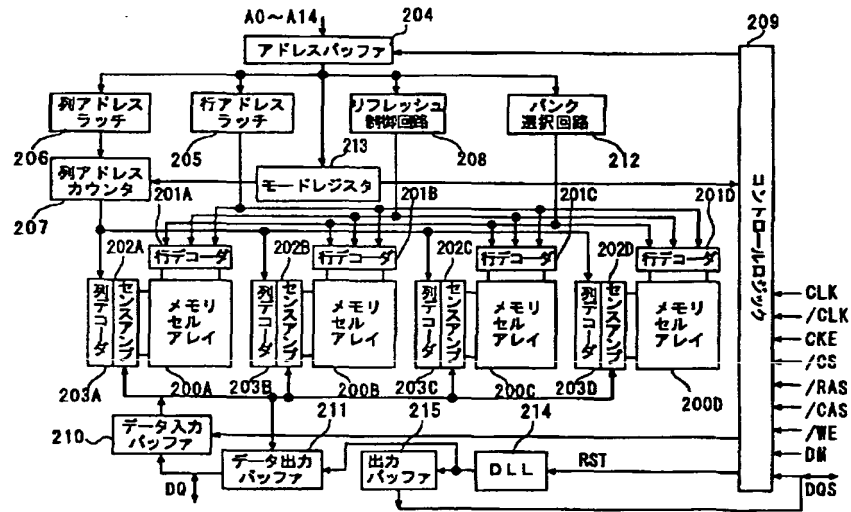 A0～A14
204
209
アドレスバッファ
列アドレス
ラッチ
行アドレス
ラッチ
リフレッシュ
制御回路
バンク
選択回路
206
205
213
208
212
列アドレス
カウンタ
モードレジスタ
207
201A
201B
201C
201D
コントロールロジック
202A
行デコーダ
202B
行デコーダ
202C
行デコーダ
202D
行デコーダ
列デコーダ
センスアンプ
メモリ
セル
アレイ
列デコーダ
センスアンプ
メモリ
セル
アレイ
列デコーダ
センスアンプ
メモリ
セル
アレイ
列デコーダ
センスアンプ
メモリ
セル
アレイ
CLK
/CLK
CKE
/CS
/RAS
/CAS
/WE
DM
DQS
203A
200A
203B
200B
203C
200C
203D
200D
210
データ入力
バッファ
211
215
214
データ出力
バッファ
出力
バッファ
DLL
RST
DQ